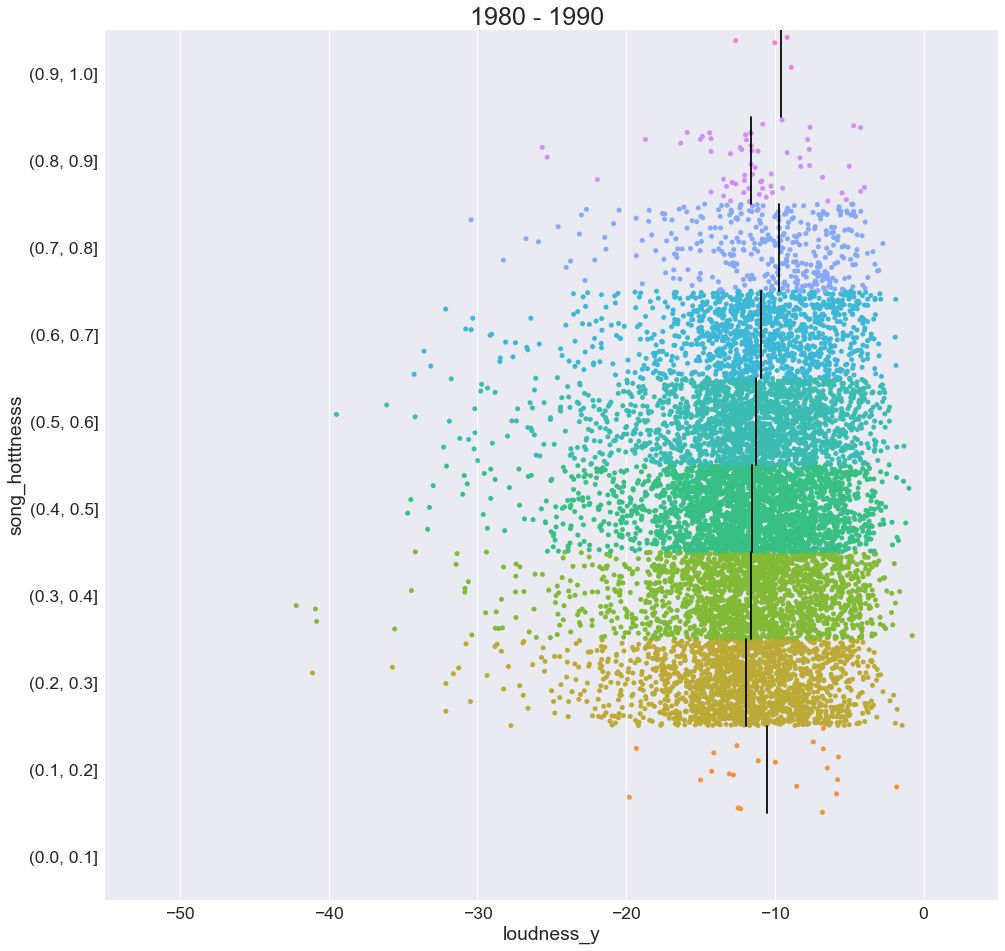 1980 - 1990
song_hotttnesss
(0.9, 1.0]
(0.8, 0.9]
(0.7, 0.8]
(0.6, 0.7]
(0.5, 0.6]
(0.4, 0.5]
(0.3, 0.4]
(0.2, 0.3]
(0.1, 0.2]
(0.0, 0.1]
−50 −40 −30 −20 −10 0
loudness_y